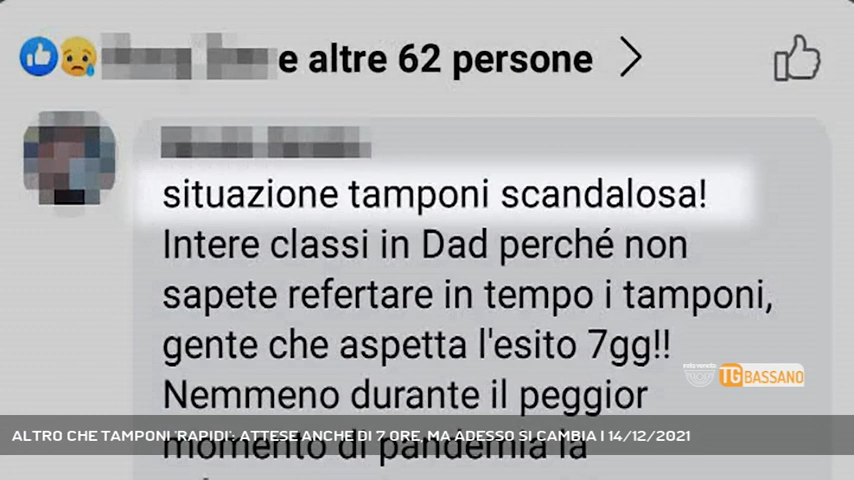 e altre 62 persone
situazione tamponi scandalosa!
Intere classi in Dad perché non
sapete refertare in tempo i tamponi,
gente che aspetta l'esito 7gg!!
TG BASSANO
Nemmeno durante il peggior
momento di pandemia la
ALTRO CHE TAMPONI 'RAPIDI': ATTESE ANCHE DI 7 ORE, MA ADESSO SI CAMBIA | 14/12/2021